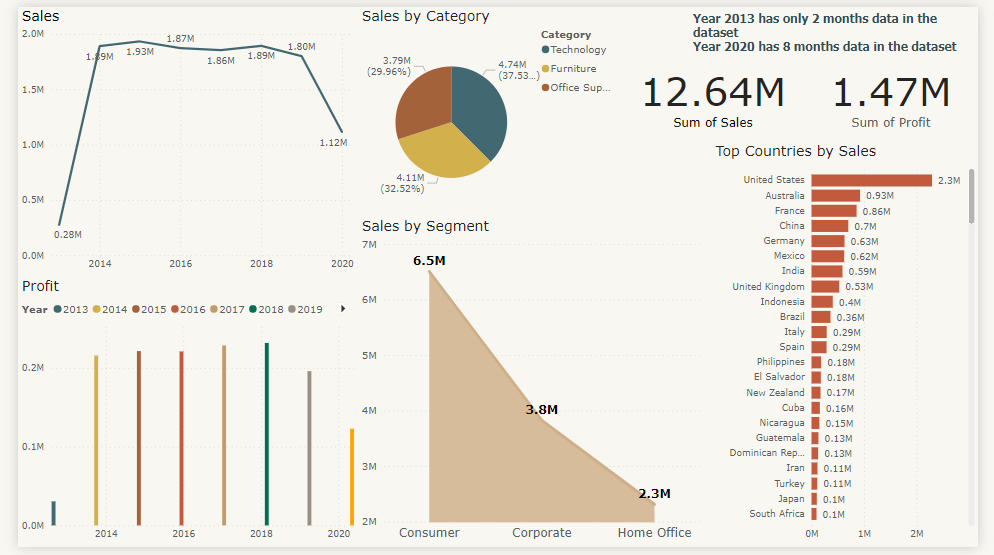 Sales
2.0M
1.5M
1.0M
0.5M
0.0M
1.89M
1.93M
1.87M
1.86M
1.89M
1.80M
1.12M
0.28M
2014
2016
2018
2020
Sales by Category
3.79M
(29.96%)
4.74M
(37.53...)
4.11M
(32.52%)
Category
Technology
Furniture
Office Sup...
Year 2013 has only 2 months data in the
dataset
Year 2020 has 8 months data in the dataset
12.64M
Sum of Sales
1.47M
Sum of Profit
Profit
Year 2013 2014 2015 2016 2017 2018 2019
0.2M
0.1M
0.0M
2014
2016
2018
2020
Sales by Segment
7M
6M
5M
4M
3M
2M
6.5M
3.8M
2.3M
Consumer
Corporate
Home Office
Top Countries by Sales
United States 2.3M
Australia 0.93M
France 0.86M
China 0.7M
Germany 0.63M
Mexico 0.62M
India 0.59M
United Kingdom 0.53M
Indonesia 0.4M
Brazil 0.36M
Italy 0.29M
Spain 0.29M
Philippines 0.18M
El Salvador 0.18M
New Zealand 0.17M
Cuba 0.16M
Nicaragua 0.15M
Guatemala 0.13M
Dominican Rep... 0.13M
Iran 0.11M
Turkey 0.11M
Japan 0.1M
South Africa 0.1M
0M
1M
2M